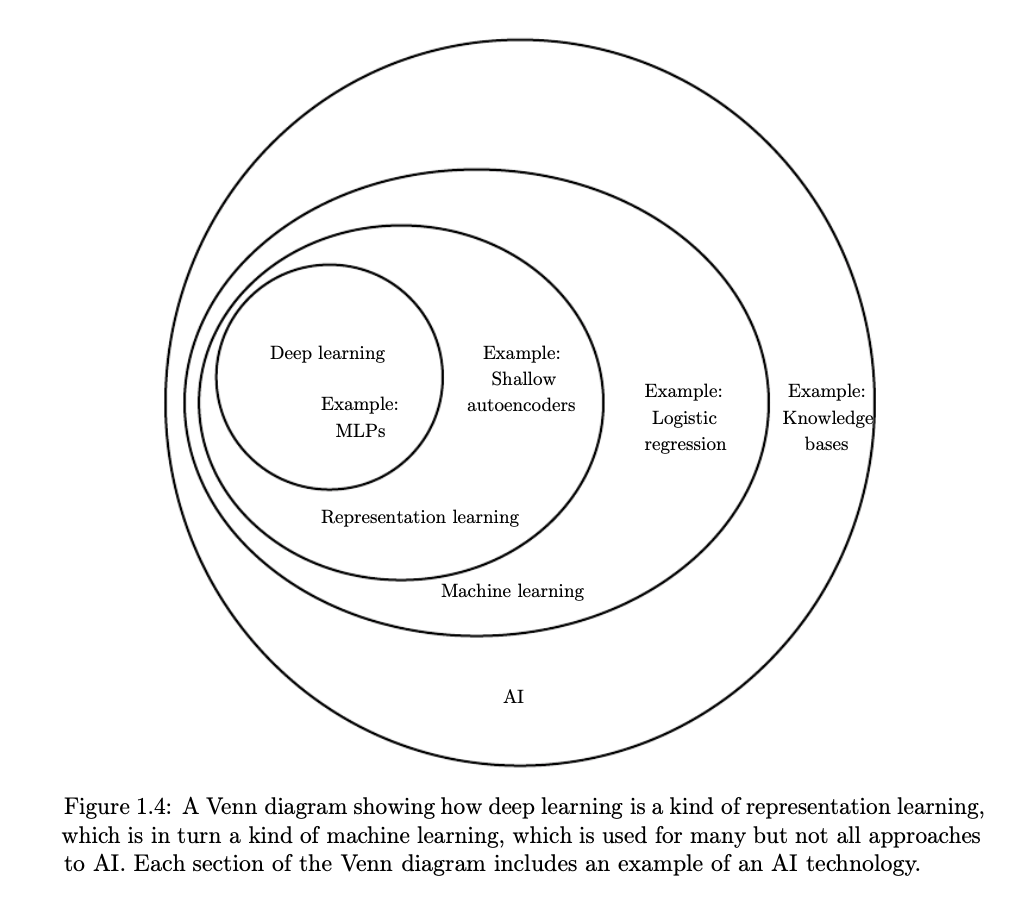 Deep learning
Example:
MLPs
Example:
Shallow
autoencoders
Example:
Logistic
regression
Example:
Knowledge
bases
Representation learning
Machine learning
AI
Figure 1.4: A Venn diagram showing how deep learning is a kind of representation learning,
which is in turn a kind of machine learning, which is used for many but not all approaches
to AI. Each section of the Venn diagram includes an example of an AI technology.